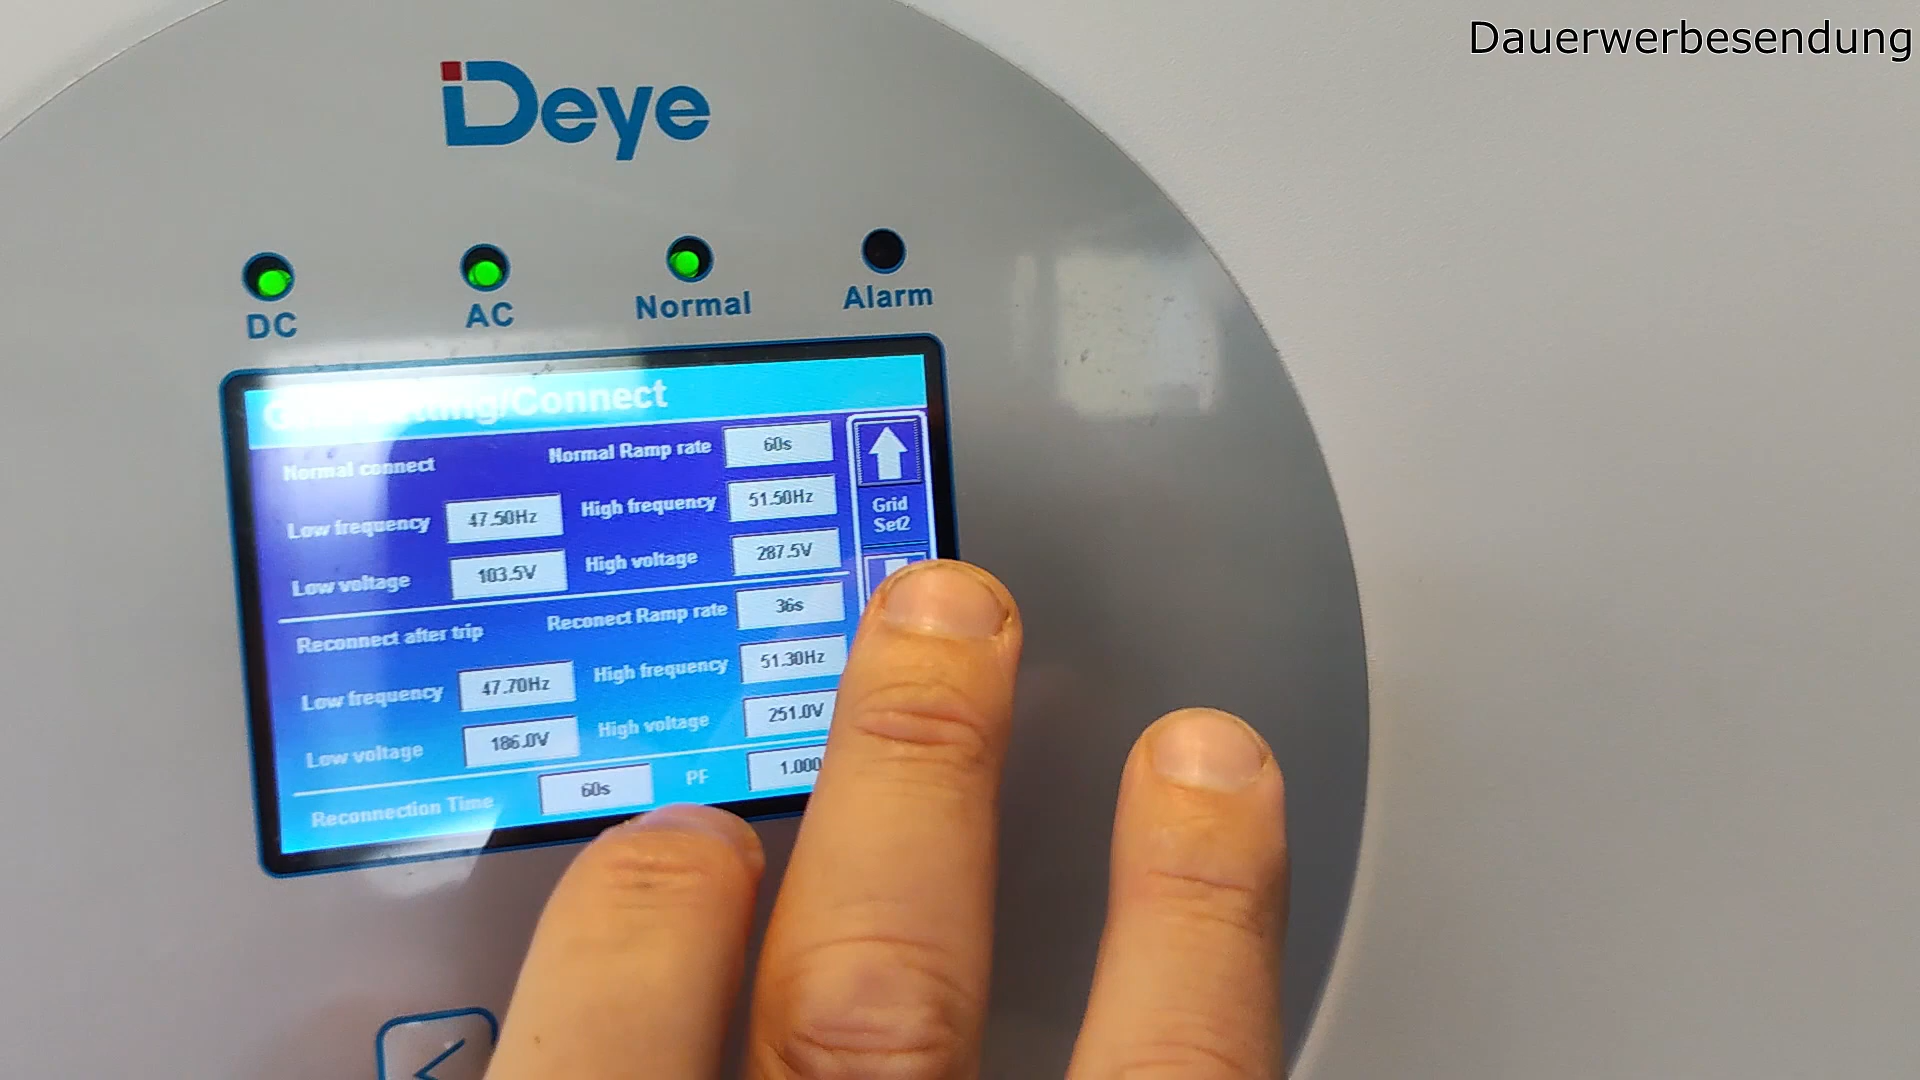 Dauerwerbesendung
Deye
DC AC Normal Alarm
/Connect
Normal connect Normal Ramp rate 60s
Low frequency 47.50Hz High frequency 51.50Hz
Low voltage 103.5V High voltage 287.5V
Grid
Set2
Reconnect after trip Reconect Ramp rate 36s
Low frequency 47.70Hz High frequency 51.30Hz
Low voltage 186.0V High voltage 251.0V
Reconnection Time 60s PF 1.000